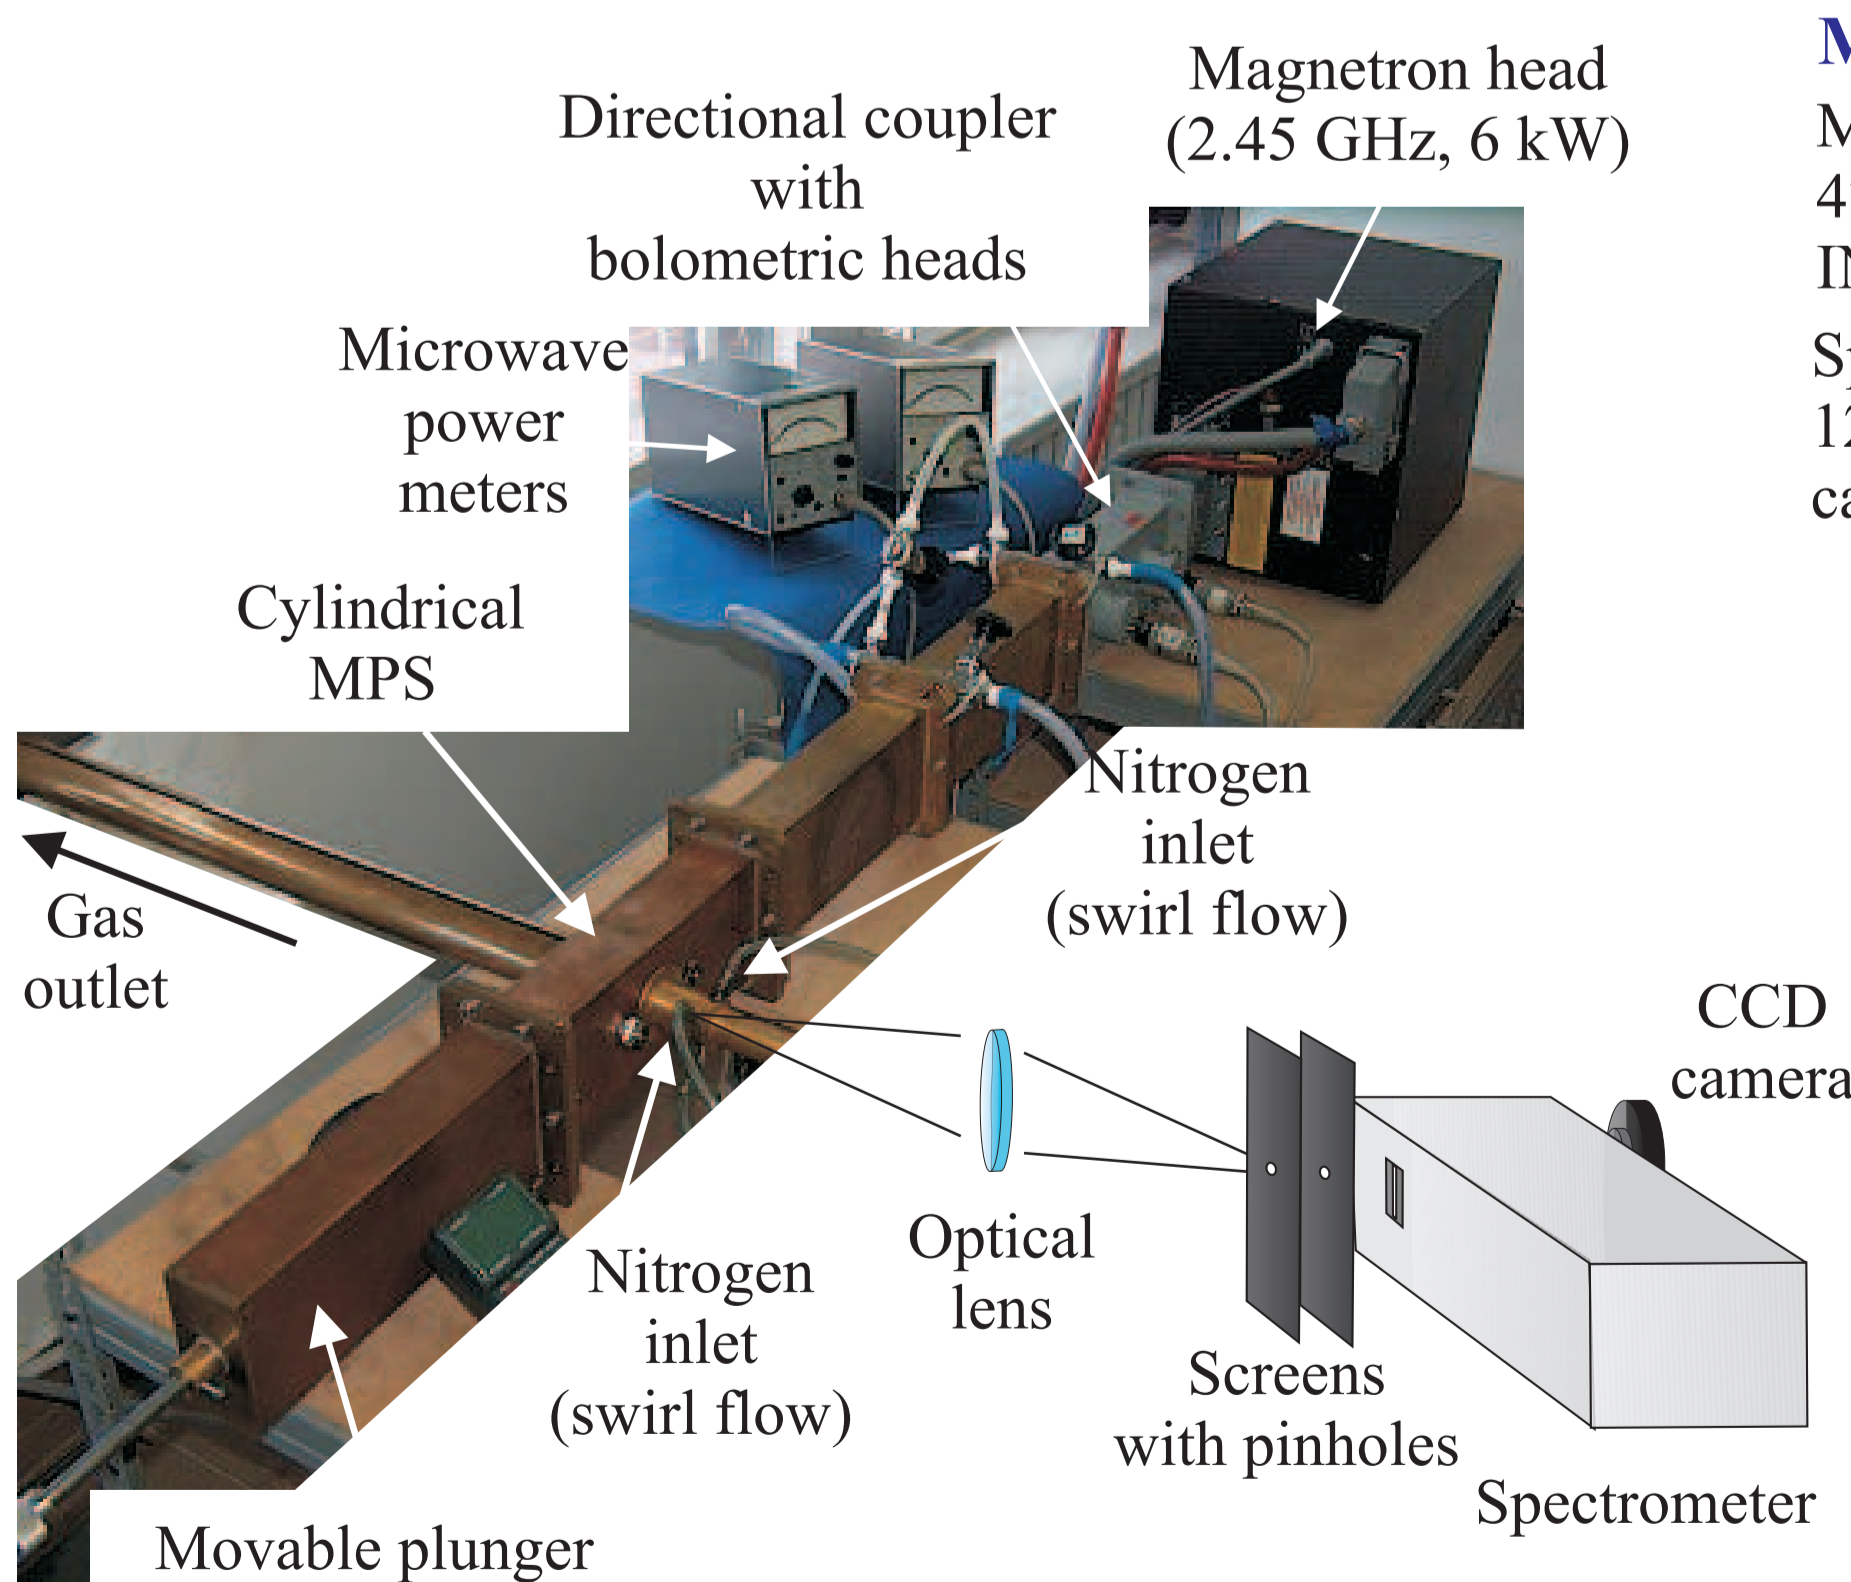 Magnetron head
(2.45 GHz, 6 kW)
Directional coupler
with
bolometric heads
Microwave
power
meters
Cylindrical
MPS
Nitrogen
inlet
(swirl flow)
Gas
outlet
CCD
camera
Optical
lens
Nitrogen
inlet
(swirl flow)
Screens
with pinholes
Spectrometer
Movable plunger